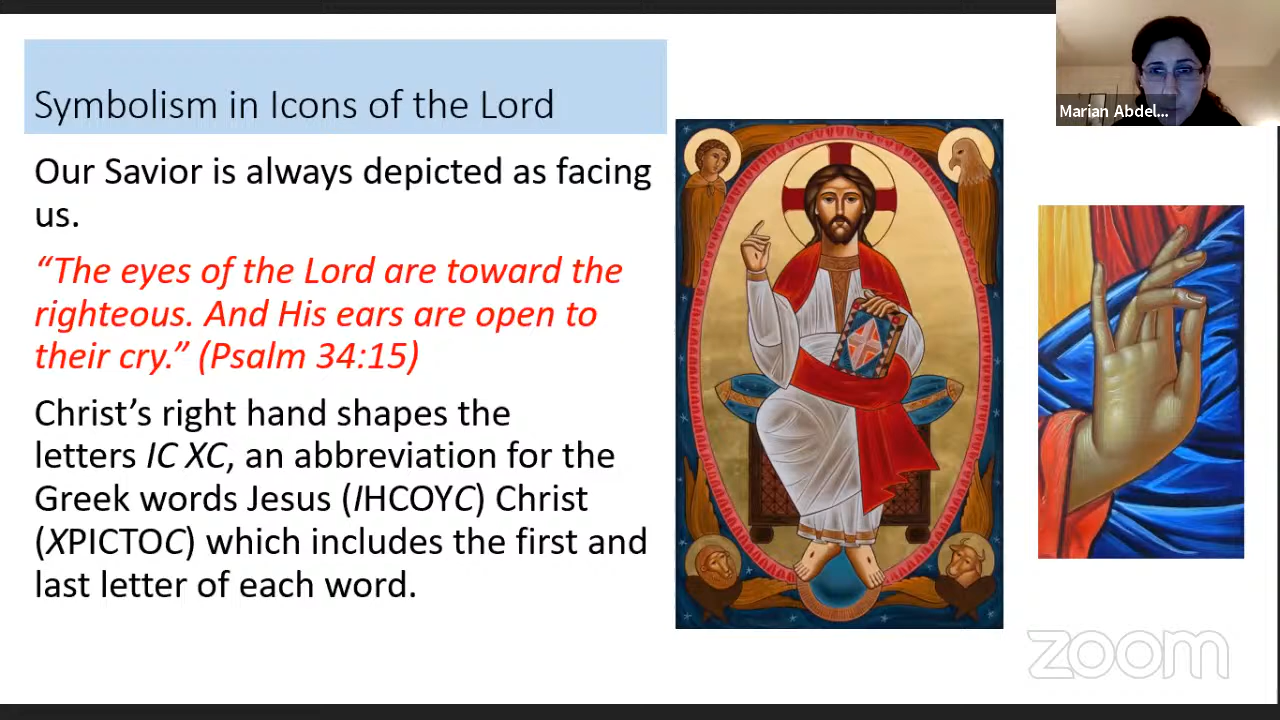 Symbolism in Icons of the Lord
Our Savior is always depicted as facing
us.
“The eyes of the Lord are toward the
righteous. And His ears are open to
their cry.” (Psalm 34:15)
Christ’s right hand shapes the
letters IC XC, an abbreviation for the
Greek words Jesus (IHCOYC) Christ
(XPICTOC) which includes the first and
last letter of each word.
Marian Abdel...
zoom